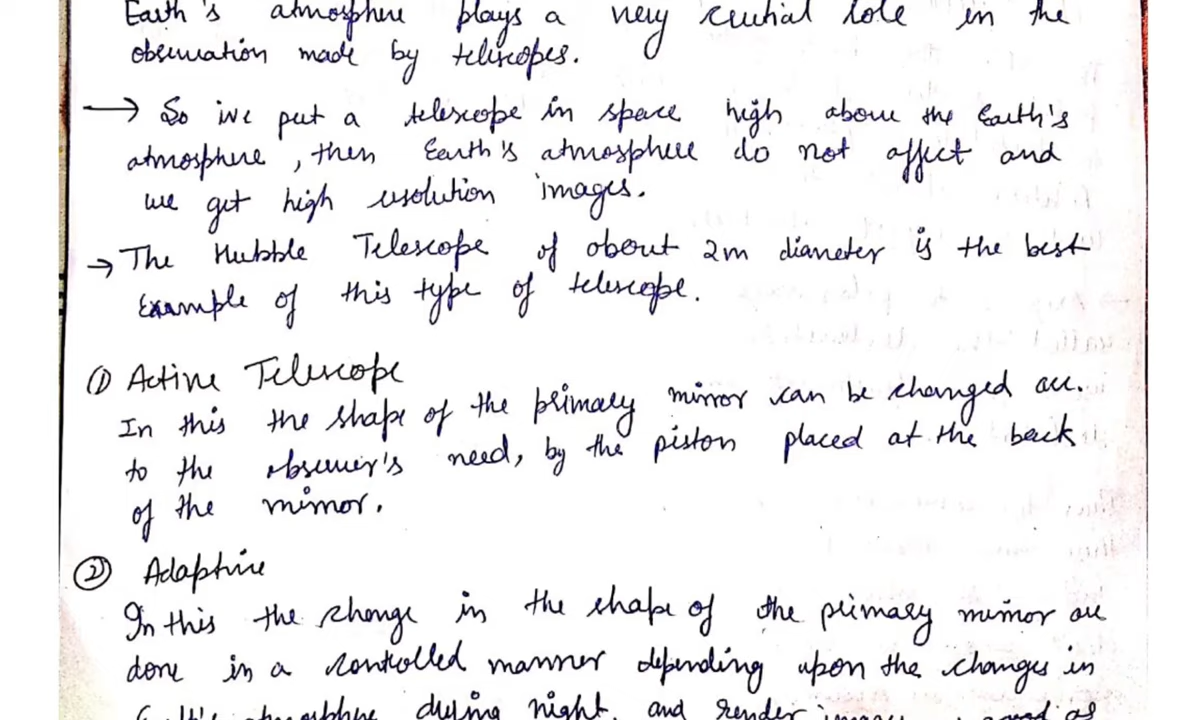 Earth's atmosphere plays a very crucial role in the
observation made by telescopes.
→ So we put a telescope in space high above the Earth's
atmosphere, then Earth's atmosphere do not affect and
we get high resolution images.
→ The Hubble Telescope of about 2m diameter is the best
Example of this type of telescope.
① Active Telescope
In this the shape of the primary mirror can be changed acc.
to the observer's need, by the piston placed at the back
of the mirror.
② Adaptive
In this the change in the shape of the primary mirror are
done in a controlled manner depending upon the changes in
Earth's atmosphere during night, and render